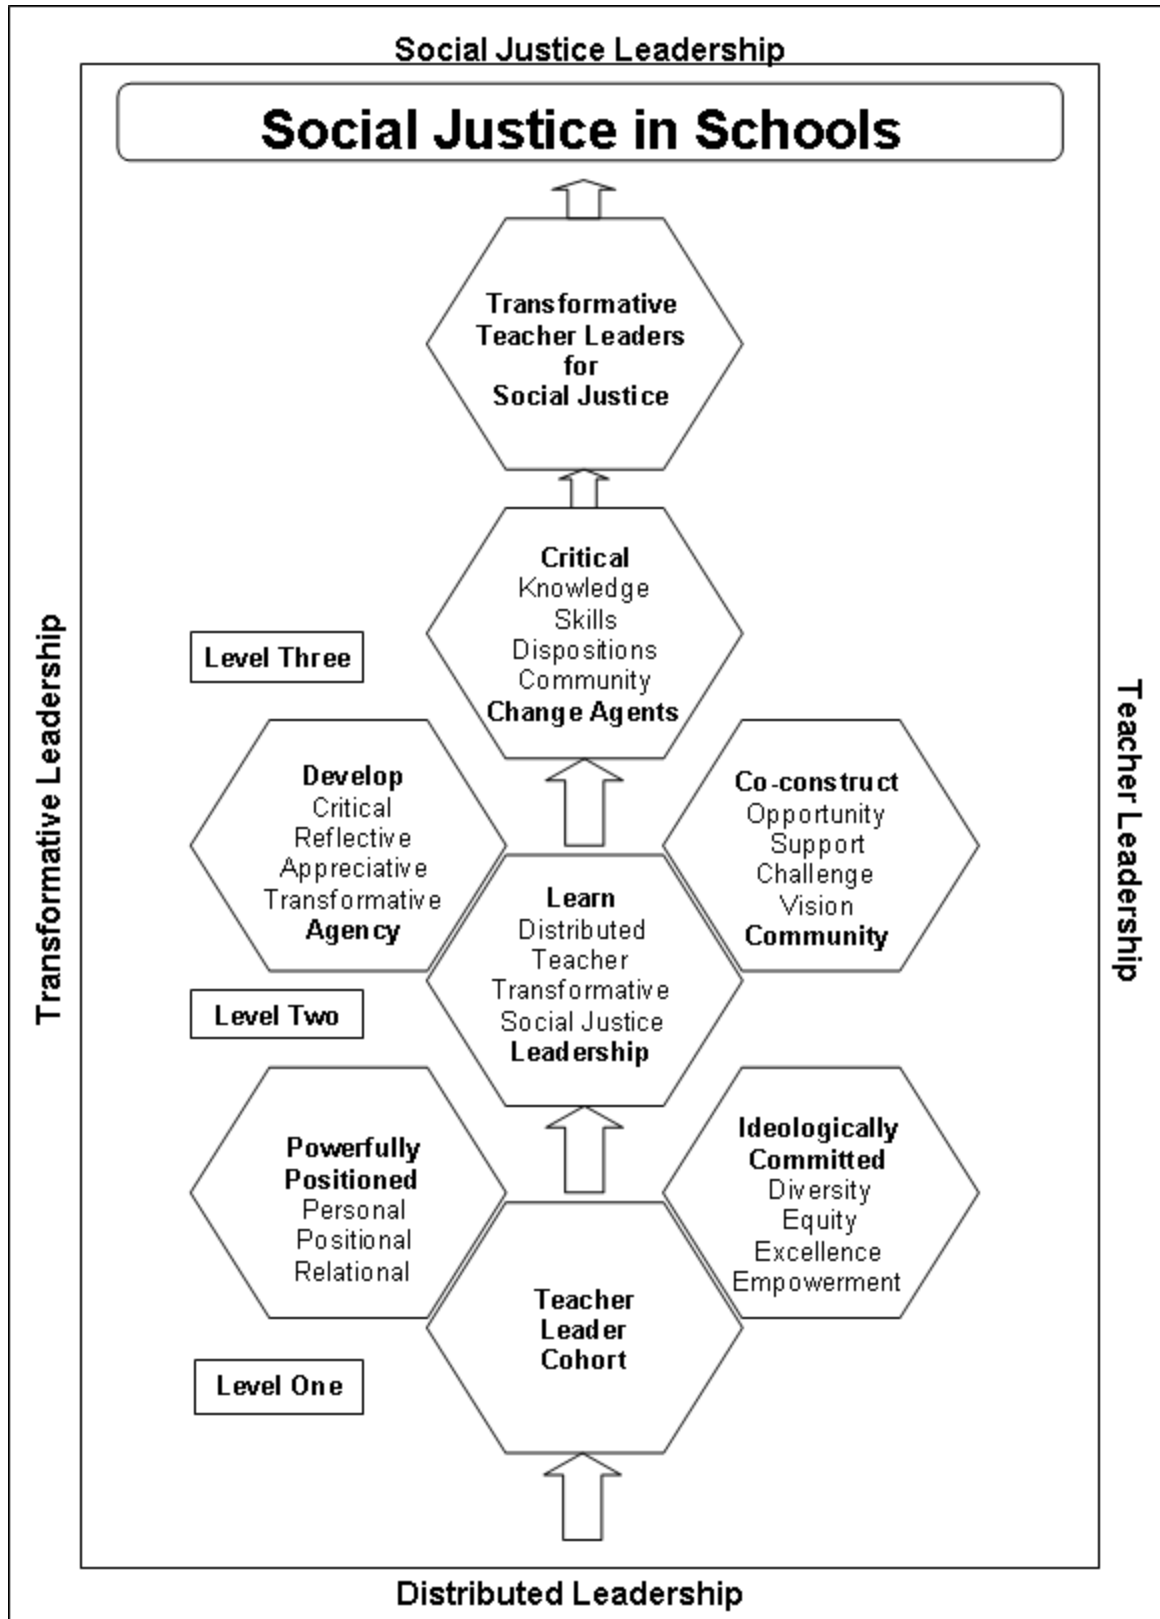 Social Justice Leadership
Social Justice in Schools
Transformative
Teacher Leaders
for
Social Justice
Critical
Knowledge
Skills
Dispositions
Community
Change Agents
Level Three
Transformative Leadership
Teacher Leadership
Develop
Critical
Reflective
Appreciative
Transformative
Agency
Co-construct
Opportunity
Support
Challenge
Vision
Community
Learn
Distributed
Teacher
Transformative
Social Justice
Leadership
Level Two
Powerfully
Positioned
Personal
Positional
Relational
Ideologically
Committed
Diversity
Equity
Excellence
Empowerment
Teacher
Leader
Cohort
Level One
Distributed Leadership